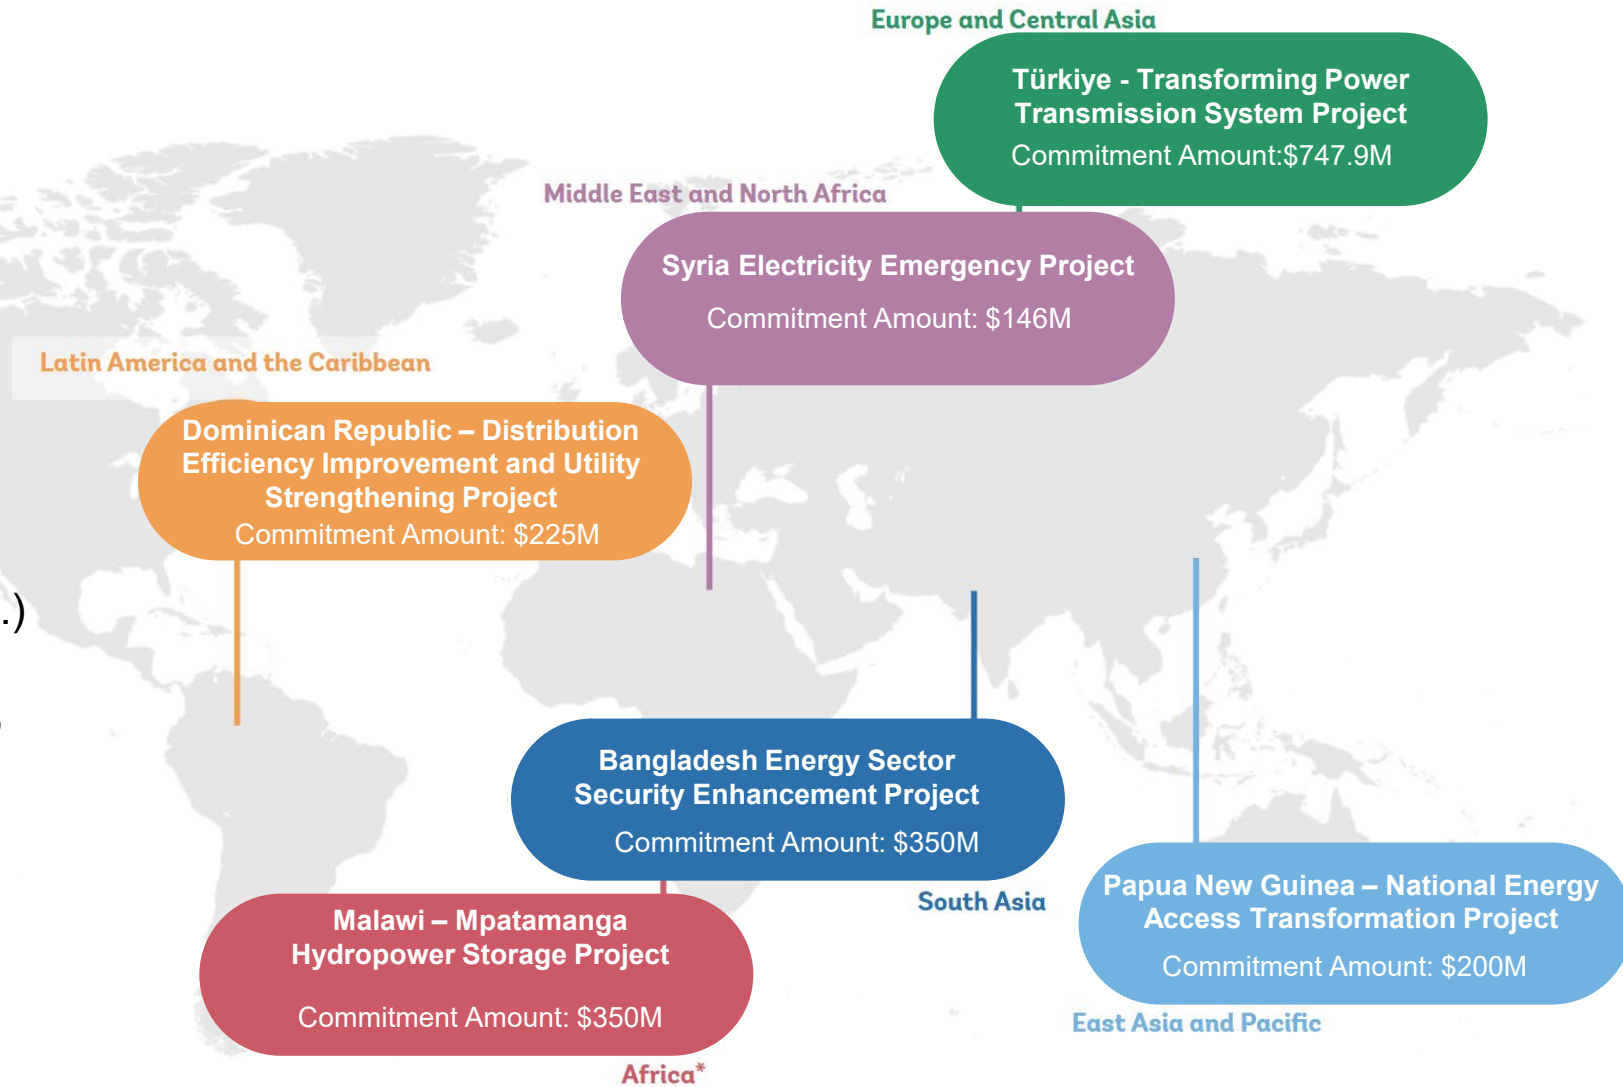 Europe and Central Asia
Türkiye - Transforming Power
Transmission System Project
Commitment Amount:$747.9M
Middle East and North Africa
Syria Electricity Emergency Project
Commitment Amount: $146M
Latin America and the Caribbean
Dominican Republic – Distribution
Efficiency Improvement and Utility
Strengthening Project
Commitment Amount: $225M
.)
Bangladesh Energy Sector
Security Enhancement Project
Commitment Amount: $350M
South Asia
Papua New Guinea – National Energy
Access Transformation Project
Commitment Amount: $200M
East Asia and Pacific
Malawi – Mpatamanga
Hydropower Storage Project
Commitment Amount: $350M
Africa*